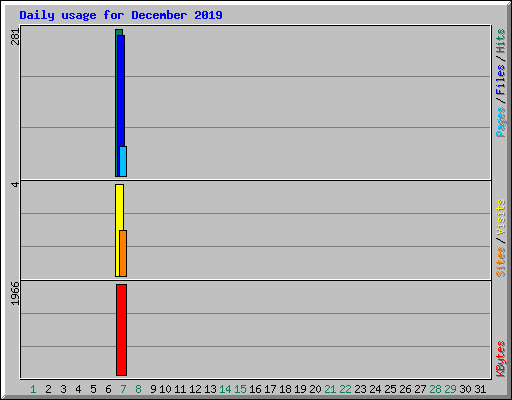 Daily usage for December 2019
281
4
1966
Pages / Files / Hits
Sites / Visits
KBytes
1 2 3 4 5 6 7 8 9 10 11 12 13 14 15 16 17 18 19 20 21 22 23 24 25 26 27 28 29 30 31